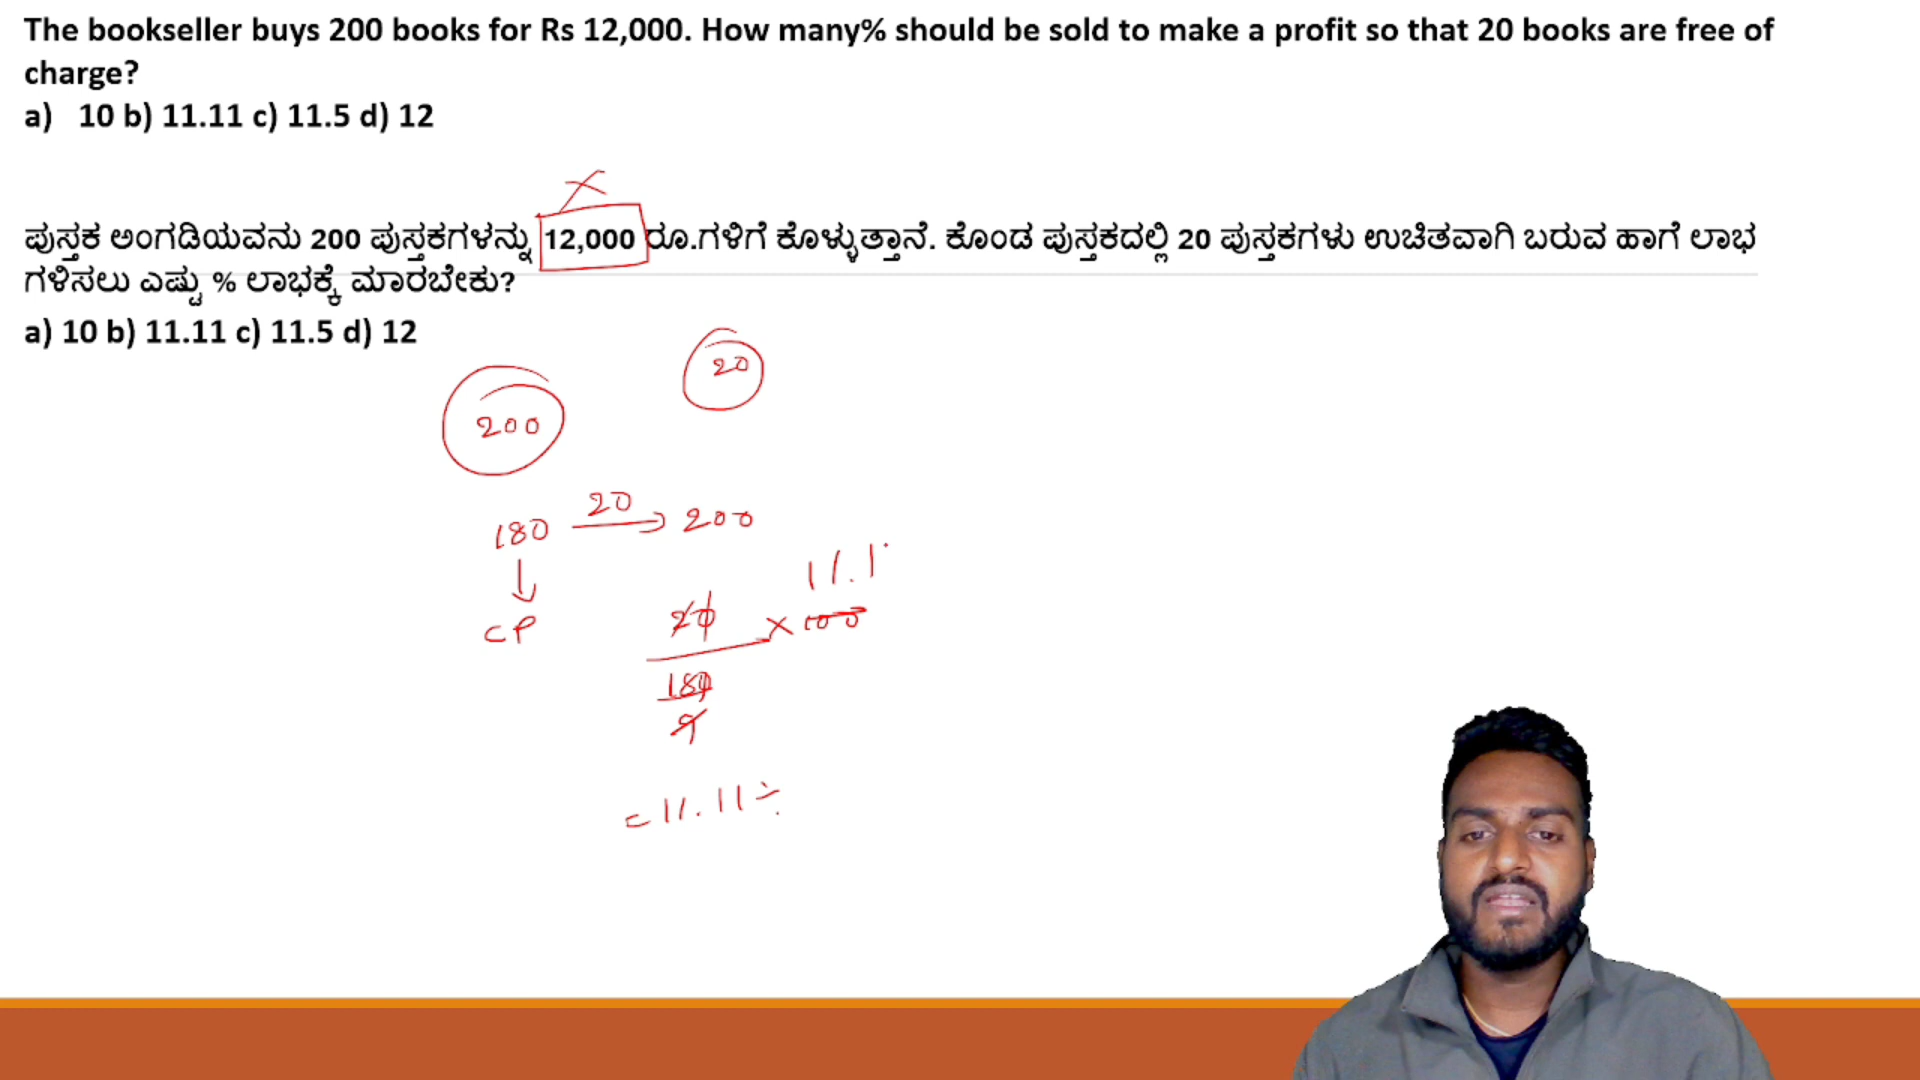 The bookseller buys 200 books for Rs 12,000. How many% should be sold to make a profit so that 20 books are free of
charge?
a) 10 b) 11.11 c) 11.5 d) 12
X
ಪುಸ್ತಕ ಅಂಗಡಿಯವನು 200 ಪುಸ್ತಕಗಳನ್ನು 12,000 ರೂ.ಗಳಿಗೆ ಕೊಳ್ಳುತ್ತಾನೆ. ಕೊಂಡ ಪುಸ್ತಕದಲ್ಲಿ 20 ಪುಸ್ತಕಗಳು ಉಚಿತವಾಗಿ ಬರುವ ಹಾಗೆ ಲಾಭ
ಗಳಿಸಲು ಎಷ್ಟು % ಲಾಭಕ್ಕೆ ಮಾರಬೇಕು?
a) 10 b) 11.11 c) 11.5 d) 12
20
200
20
180 → 200
↓
CP
11.1
20 × 100
180
9
= 11.11 ÷